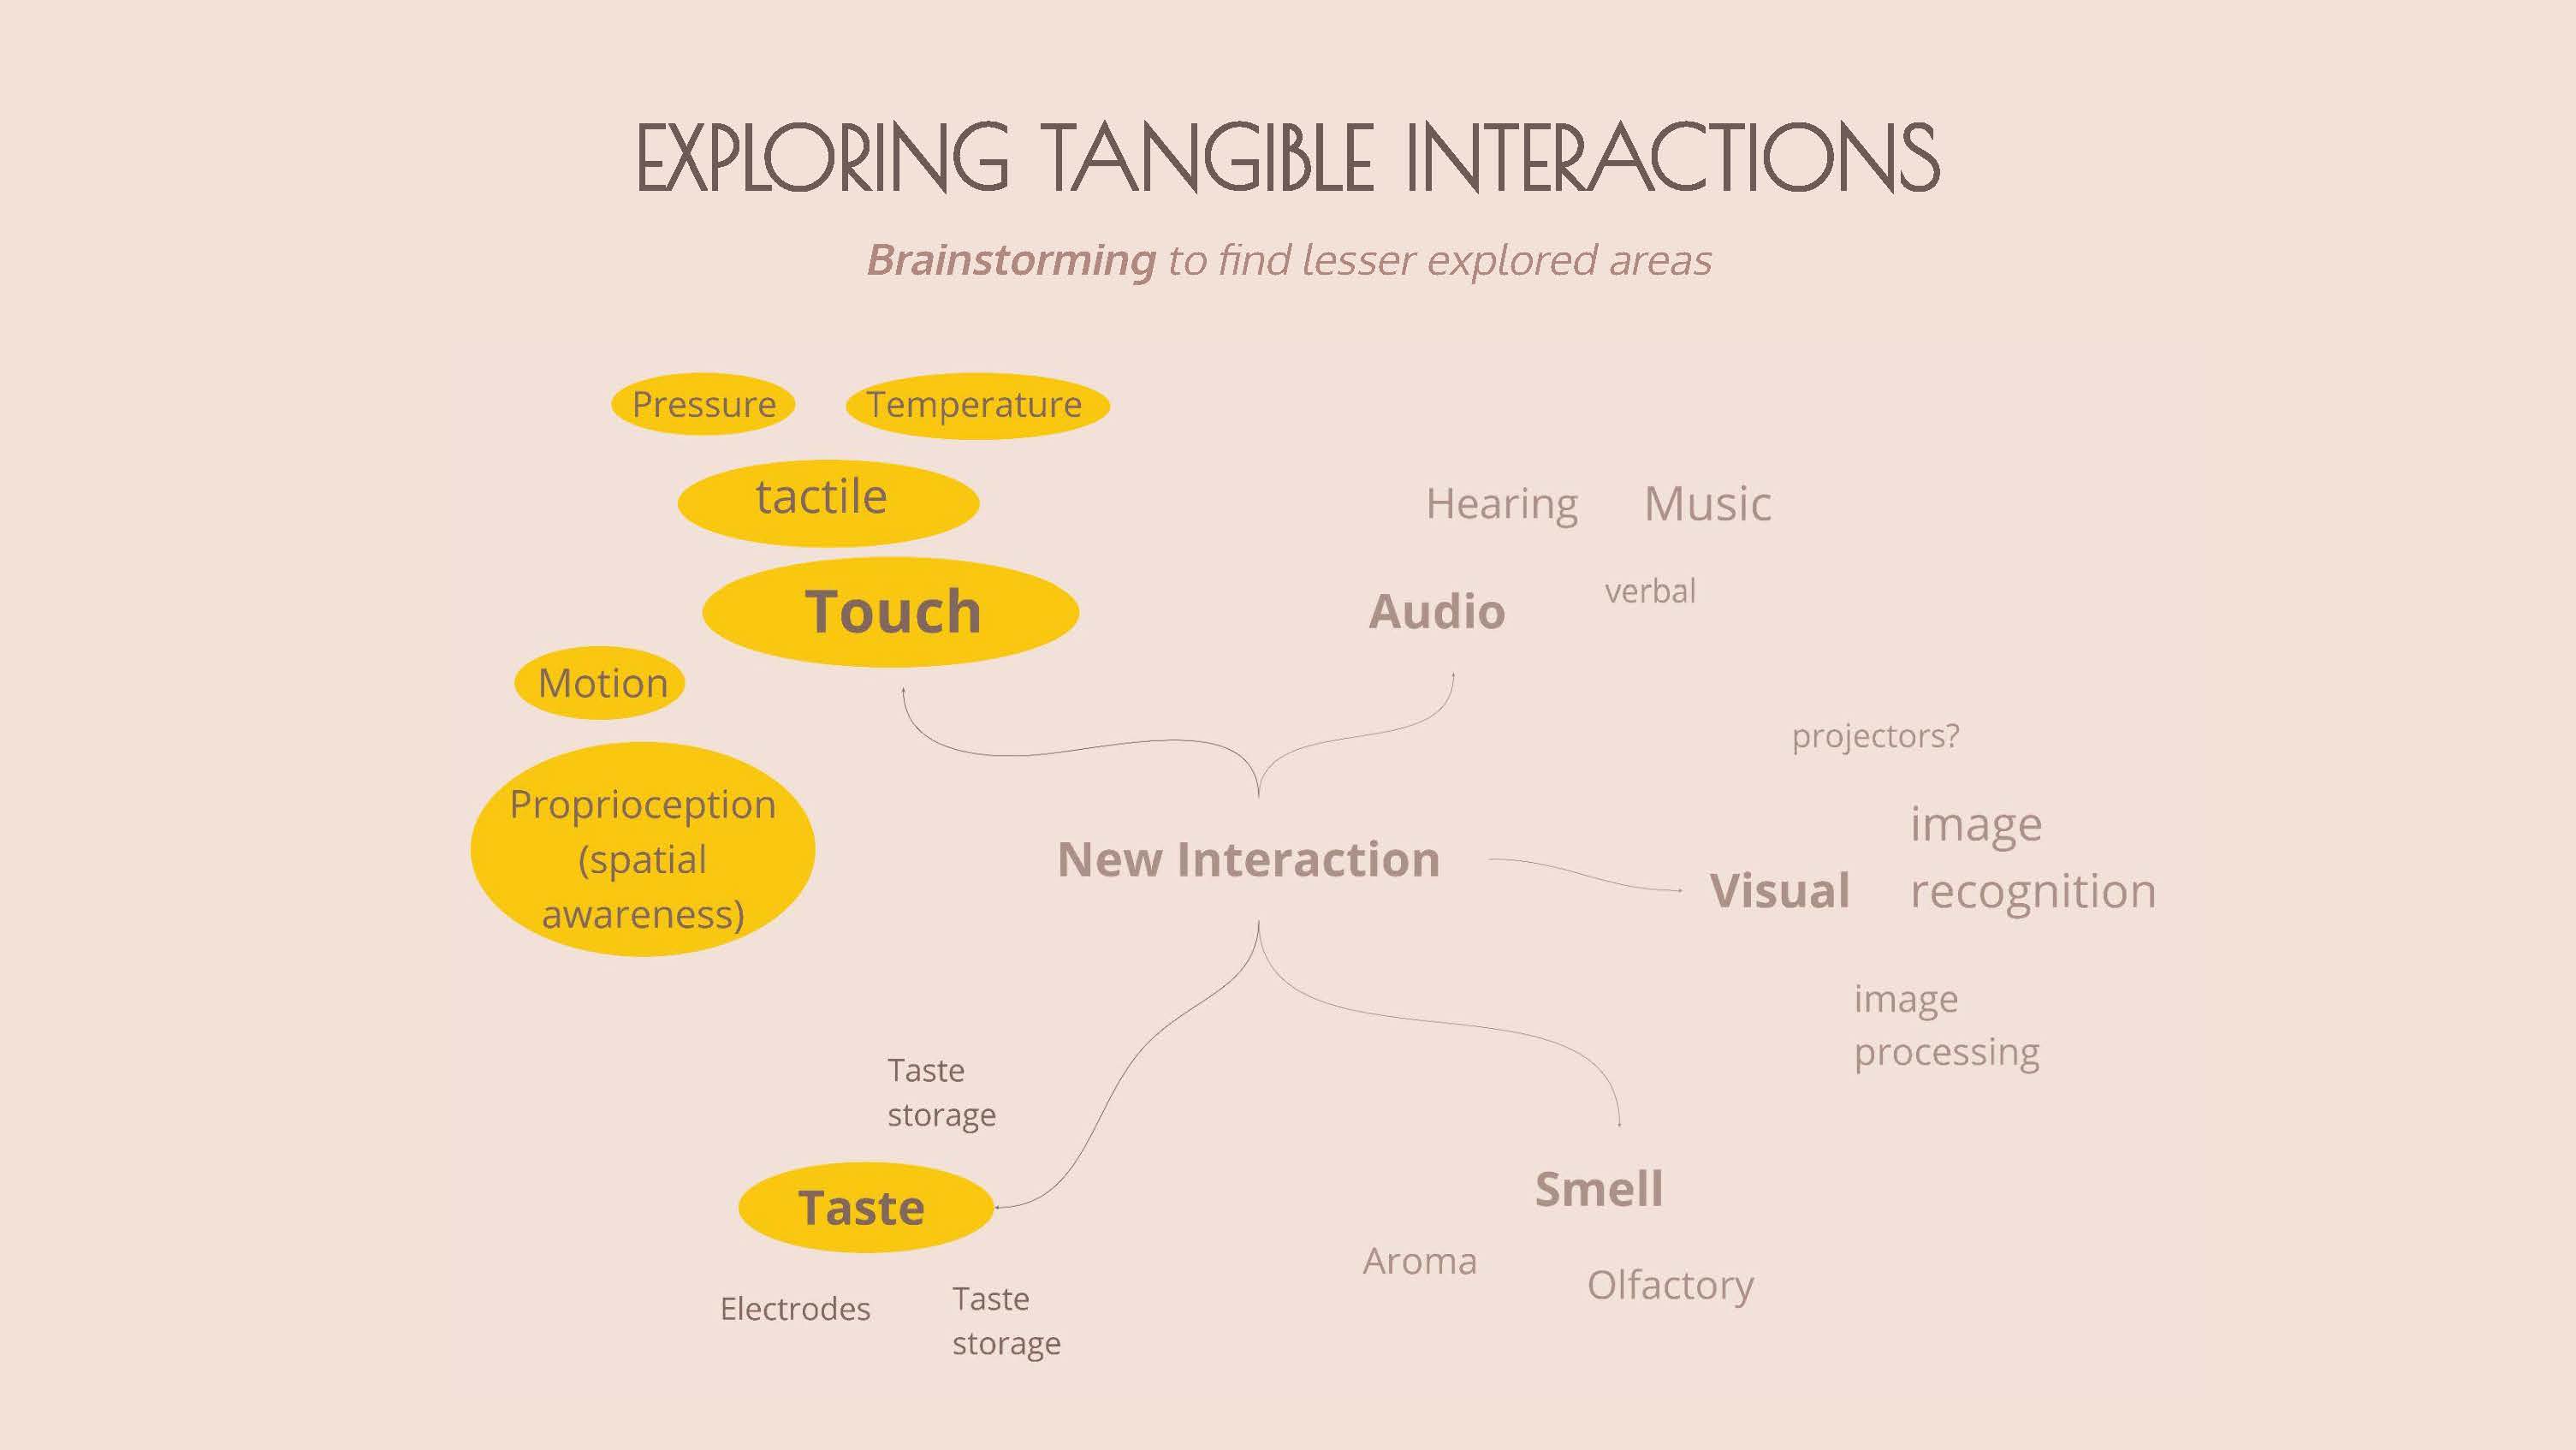 EXPLORING TANGIBLE INTERACTIONS
Brainstorming to find lesser explored areas
Pressure
Temperature
tactile
Touch
Motion
Proprioception
(spatial
awareness)
Hearing
Music
verbal
Audio
projectors?
New Interaction
Visual
image
recognition
image
processing
Taste
storage
Taste
Electrodes
Taste
storage
Smell
Aroma
Olfactory